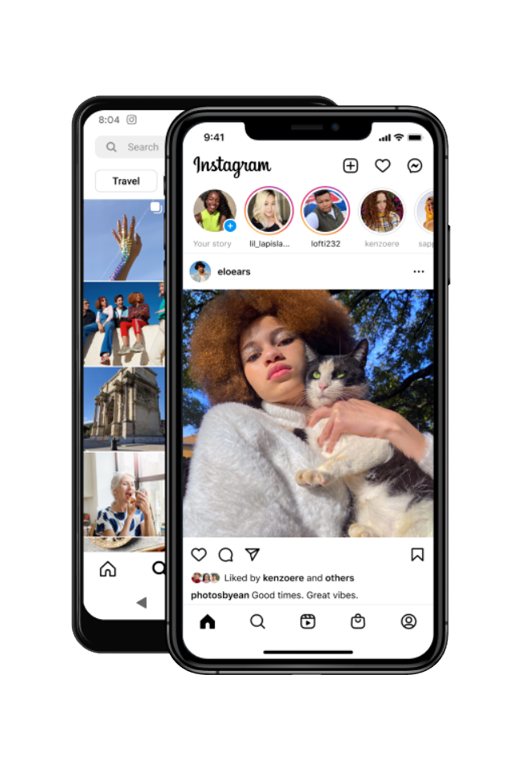 8:04
Search
Travel
9:41
Instagram
Your story
lil_lapisla...
lofti232
kenzoere
sapp
eloears
Liked by kenzoere and others
photosbyean Good times. Great vibes.